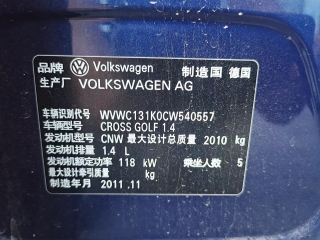 品牌 Volkswagen 制造国 德国
生产厂 VOLKSWAGEN AG
车辆识别代号 WVWC131K0CW540557
车辆型号 CROSS GOLF 1.4
发动机型号 CNW 最大设计总质量 2010 kg
发动机排量 1.4 L
发动机额定功率 118 kW 乘坐人数 5
最大设计牵引质量 kg
制造年月 2011.11